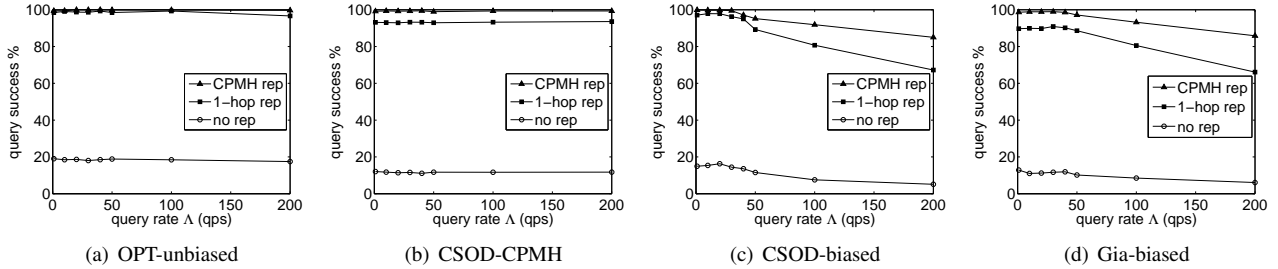 100
80
60
40
20
0
query success %
CPMH rep
1−hop rep
no rep
0 50 100 150 200
query rate Λ (qps)
(a) OPT-unbiased
100
80
60
40
20
0
query success %
CPMH rep
1−hop rep
no rep
0 50 100 150 200
query rate Λ (qps)
(b) CSOD-CPMH
100
80
60
40
20
0
query success %
CPMH rep
1−hop rep
no rep
0 50 100 150 200
query rate Λ (qps)
(c) CSOD-biased
100
80
60
40
20
0
query success %
CPMH rep
1−hop rep
no rep
0 50 100 150 200
query rate Λ (qps)
(d) Gia-biased